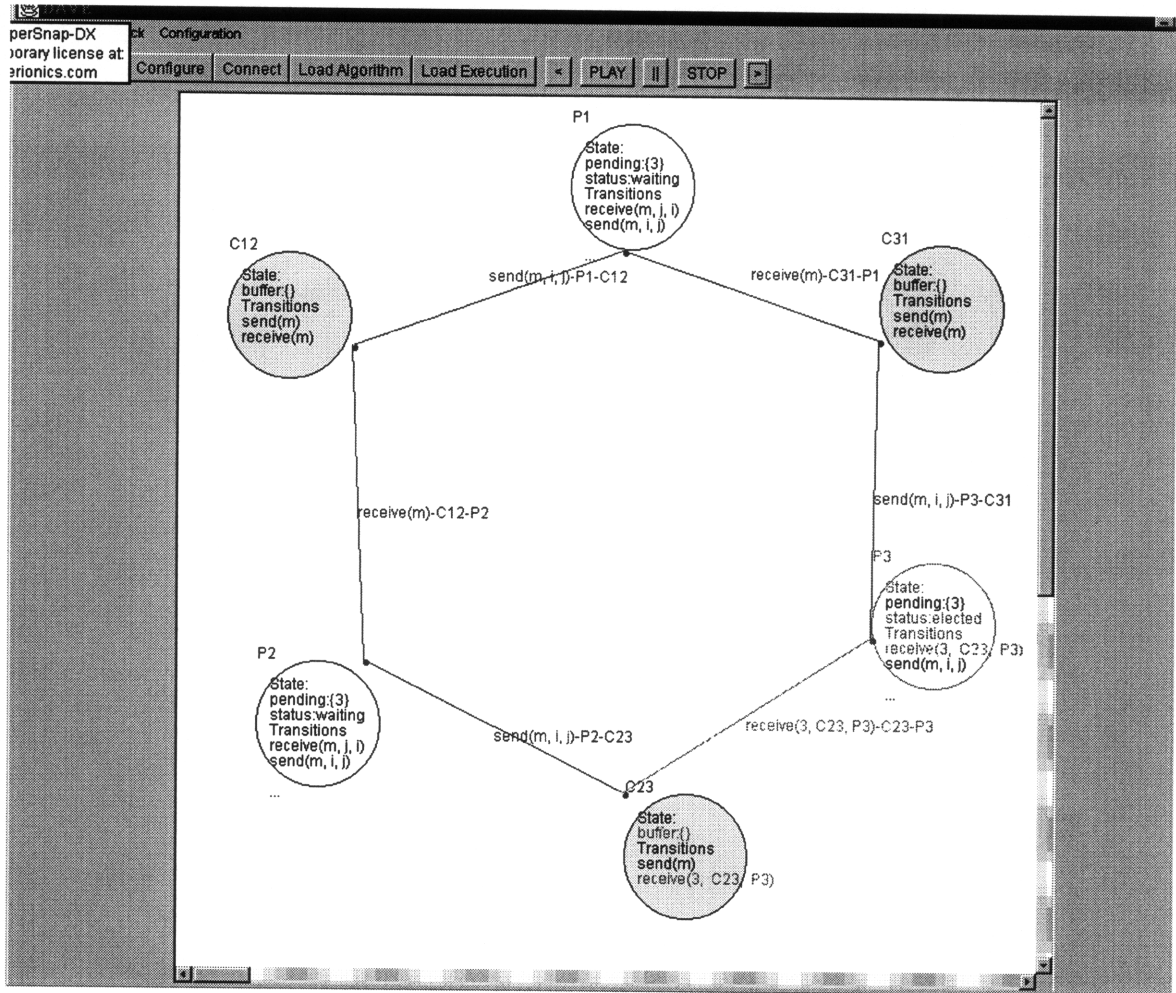 DAVE
perSnap-DX
porary license at:
erionics.com
ck Configuration
Configure Connect Load Algorithm Load Execution < PLAY || STOP >
P1
State:
pending:{3}
status:waiting
Transitions
receive(m, j, i)
send(m, i, j)
...
C12
State:
buffer:{}
Transitions
send(m)
receive(m)
send(m, i, j)-P1-C12
receive(m)-C31-P1
C31
State:
buffer:{}
Transitions
send(m)
receive(m)
receive(m)-C12-P2
send(m, i, j)-P3-C31
P3
State:
pending:{3}
status:elected
Transitions
receive(3, C23, P3)
send(m, i, j)
...
P2
State:
pending:{3}
status:waiting
Transitions
receive(m, j, i)
send(m, i, j)
...
send(m, i, j)-P2-C23
receive(3, C23, P3)-C23-P3
C23
State:
buffer:{}
Transitions
send(m)
receive(3, C23, P3)